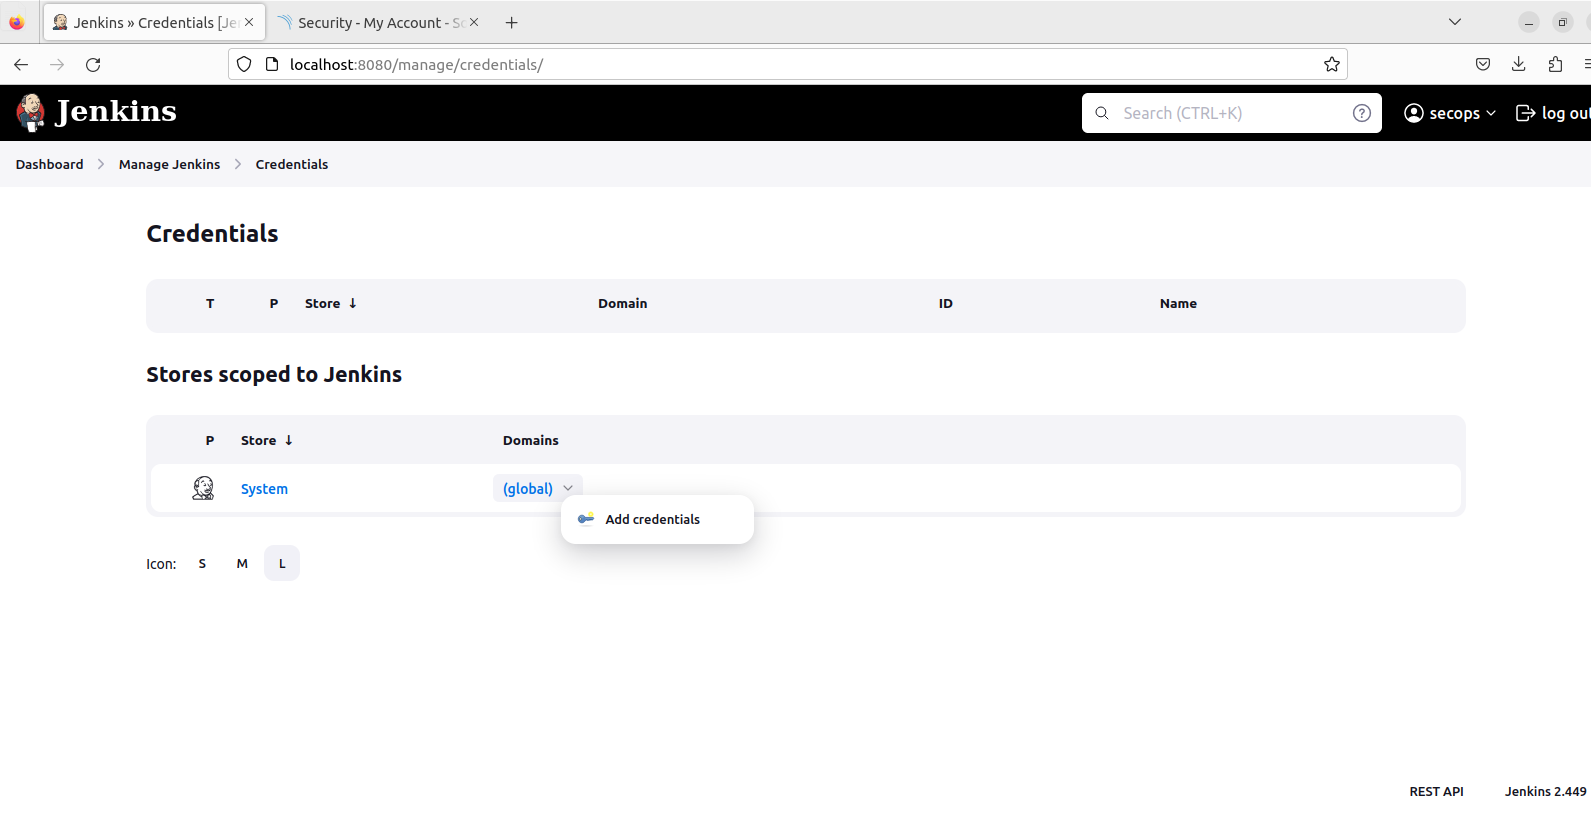 Jenkins » Credentials [Je
Security - My Account - So
localhost:8080/manage/credentials/
Jenkins
Search (CTRL+K)
secops
log out
Dashboard
Manage Jenkins
Credentials
Credentials
T P Store ↓ Domain ID Name
Stores scoped to Jenkins
P Store ↓ Domains
System (global)
Add credentials
Icon: S M L
REST API Jenkins 2.449